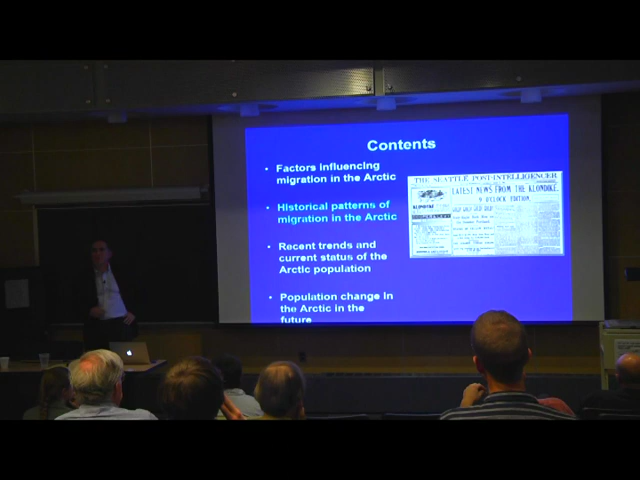 Contents
• Factors influencing
migration in the Arctic
• Historical patterns of
migration in the Arctic
• Recent trends and
current status of the
Arctic population
• Population change in
the Arctic in the
future
THE SEATTLE POST-INTELLIGENCER
LATEST NEWS FROM THE KLONDIKE.
9 O'CLOCK EDITION.